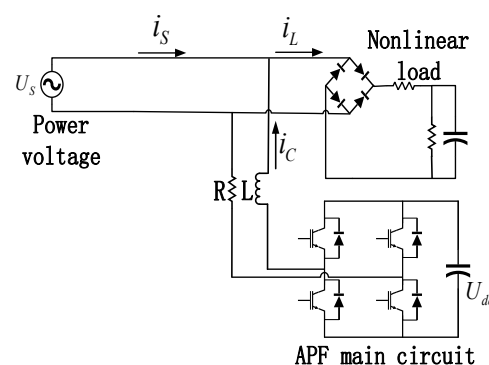 i_S
i_L
Nonlinear
load
U_S
Power
voltage
i_C
R
L
U_d
APF main circuit